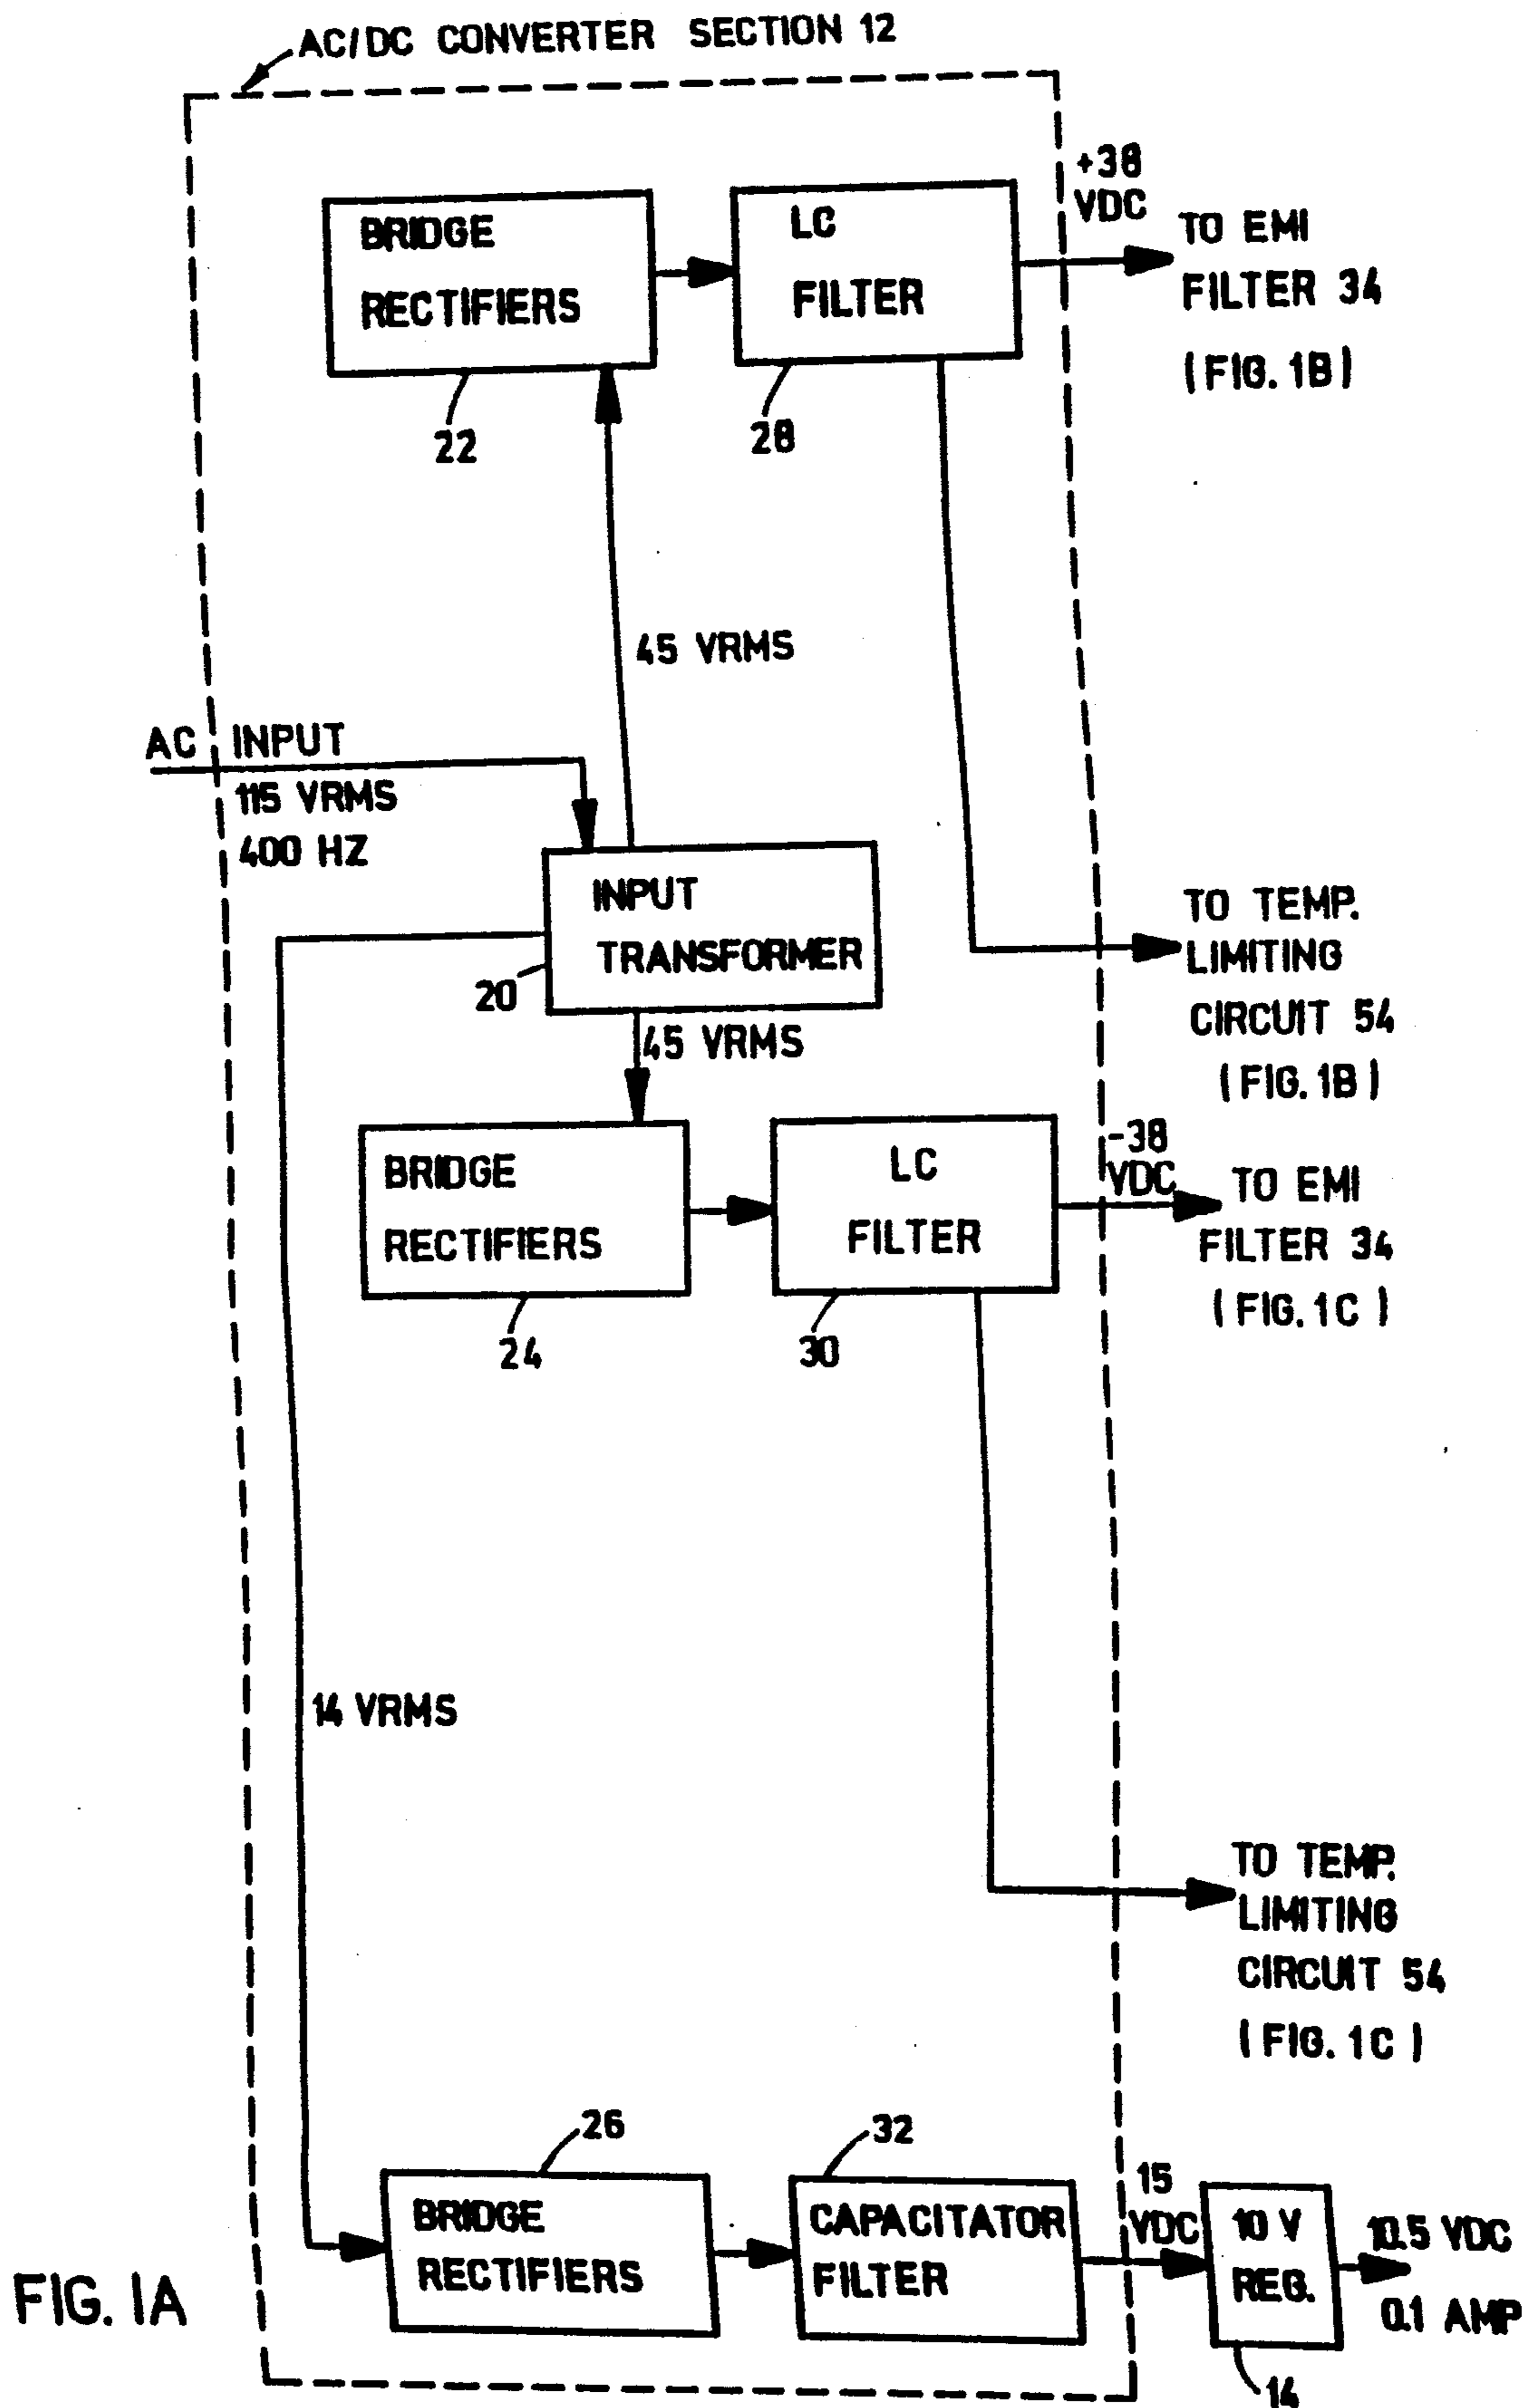 AC/DC CONVERTER SECTION 12
+38
VDC
BRIDGE
RECTIFIERS
LC
FILTER
TO EMI
FILTER 34
(FIG. 1B)
22
28
45 VRMS
AC INPUT
115 VRMS
400 HZ
INPUT
TRANSFORMER
20
TO TEMP.
LIMITING
CIRCUIT 54
(FIG. 1B)
45 VRMS
BRIDGE
RECTIFIERS
LC
FILTER
-38
VDC
TO EMI
FILTER 34
(FIG. 1C)
24
30
14 VRMS
TO TEMP.
LIMITING
CIRCUIT 54
(FIG. 1C)
26
32
BRIDGE
RECTIFIERS
CAPACITATOR
FILTER
15
VDC
10 V
REG.
10.5 VDC
0.1 AMP
14
FIG. 1A